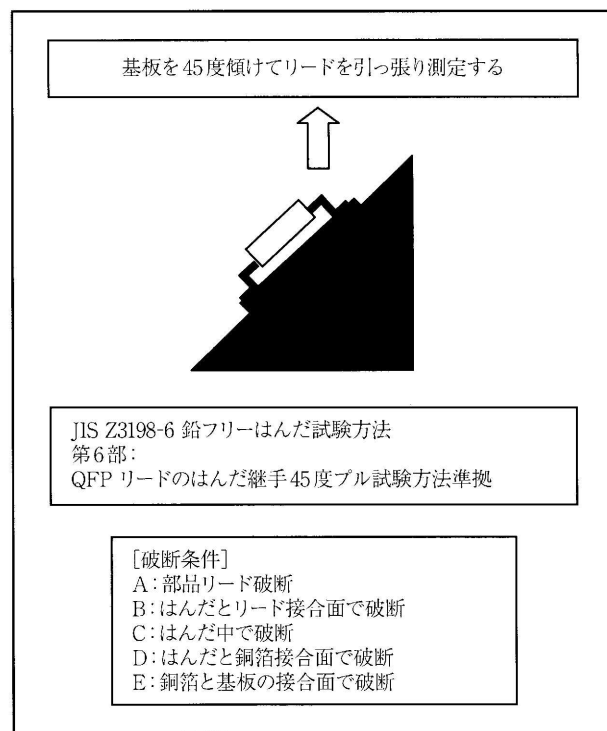 基板を45度傾けてリードを引っ張り測定する
JIS Z3198-6 鉛フリーはんだ試験方法
第6部:
QFP リードのはんだ継手45度プル試験方法準拠
[破断条件]
A:部品リード破断
B:はんだとリード接合面で破断
C:はんだ中で破断
D:はんだと銅箔接合面で破断
E:銅箔と基板の接合面で破断